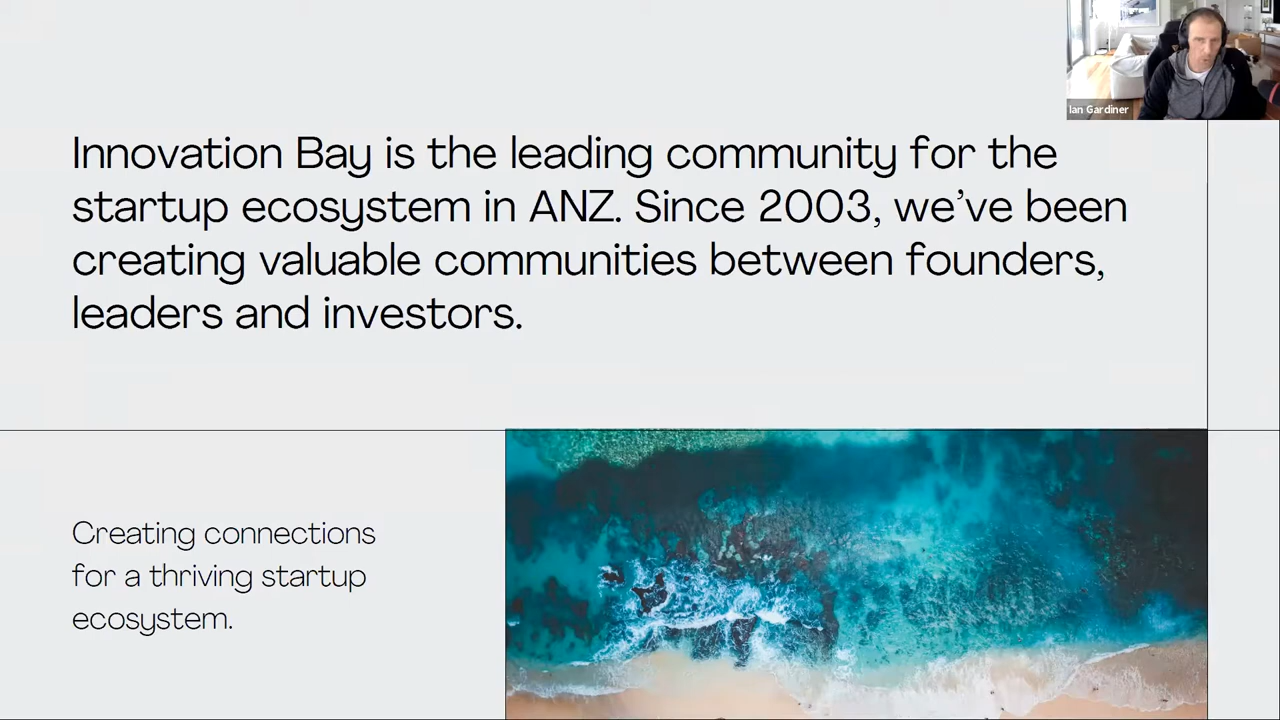 Ian Gardiner
Innovation Bay is the leading community for the
startup ecosystem in ANZ. Since 2003, we’ve been
creating valuable communities between founders,
leaders and investors.
Creating connections
for a thriving startup
ecosystem.